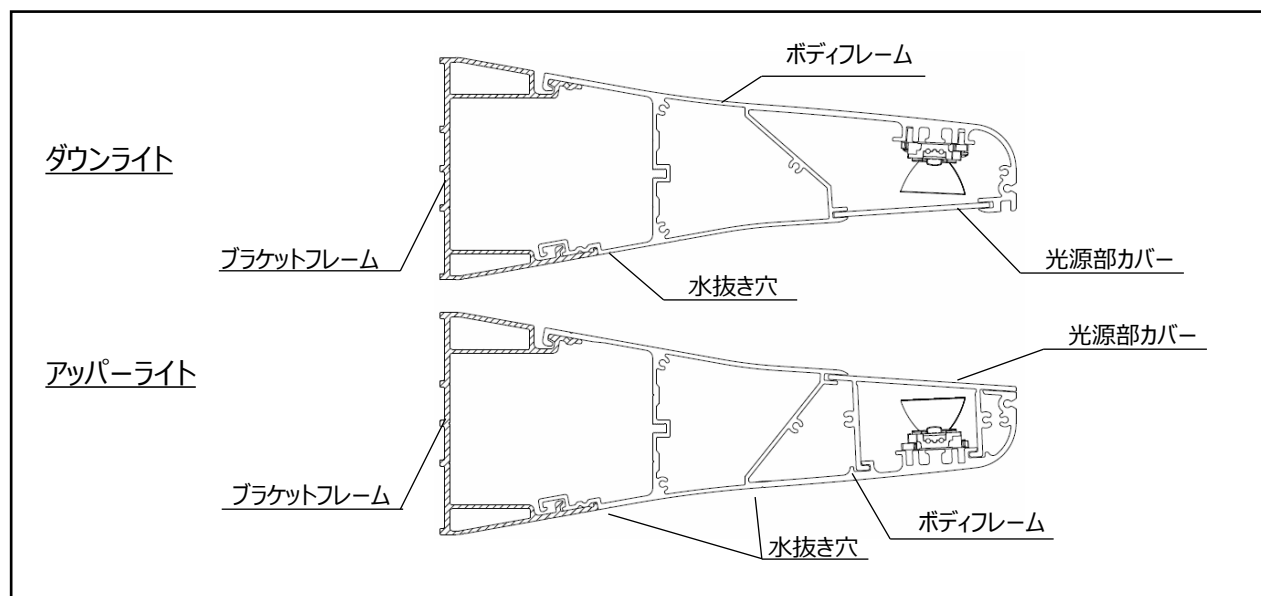 ボディフレーム
ダウンライト
ブラケットフレーム
光源部カバー
水抜き穴
光源部カバー
アッパーライト
ブラケットフレーム
ボディフレーム
水抜き穴